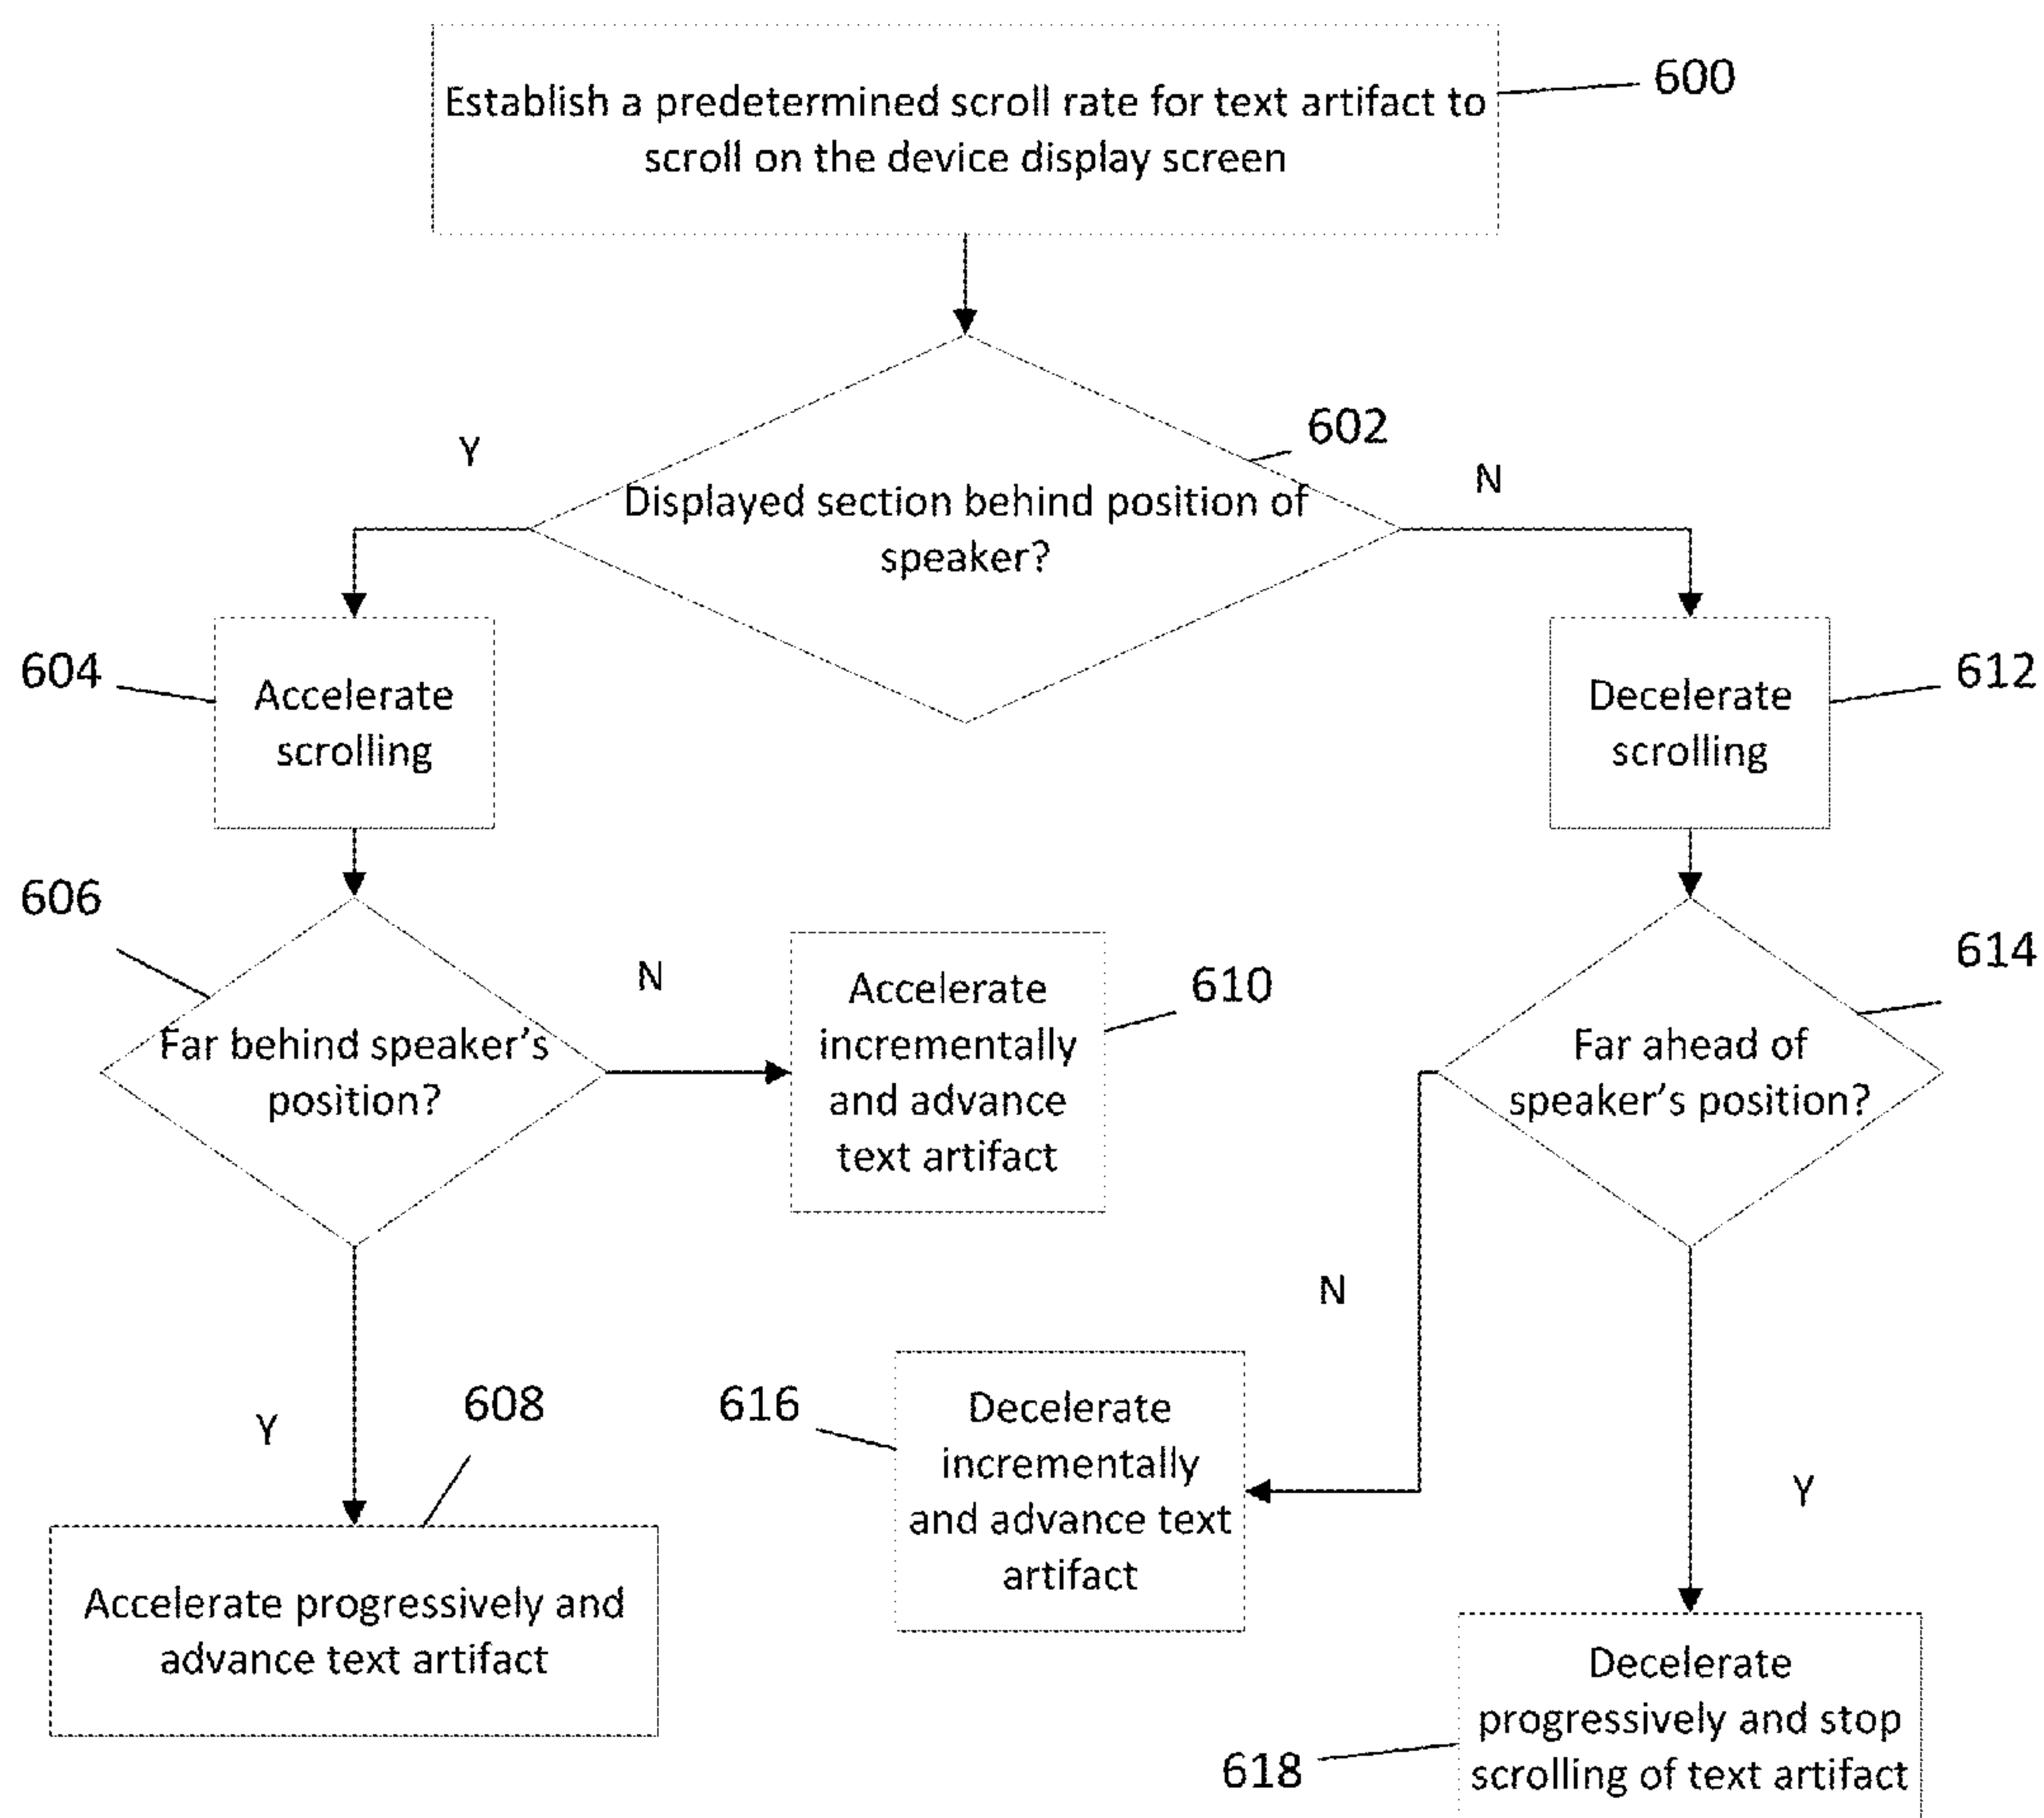 Establish a predetermined scroll rate for text artifact to
scroll on the device display screen
600
602
Y
N
Displayed section behind position of
speaker?
604
Accelerate
scrolling
Decelerate
scrolling
612
606
N
610
614
Far behind speaker's
position?
Accelerate
incrementally
and advance
text artifact
Far ahead of
speaker's position?
N
Y
608
616
Decelerate
incrementally
and advance text
artifact
Y
Accelerate progressively and
advance text artifact
Decelerate
progressively and stop
scrolling of text artifact
618